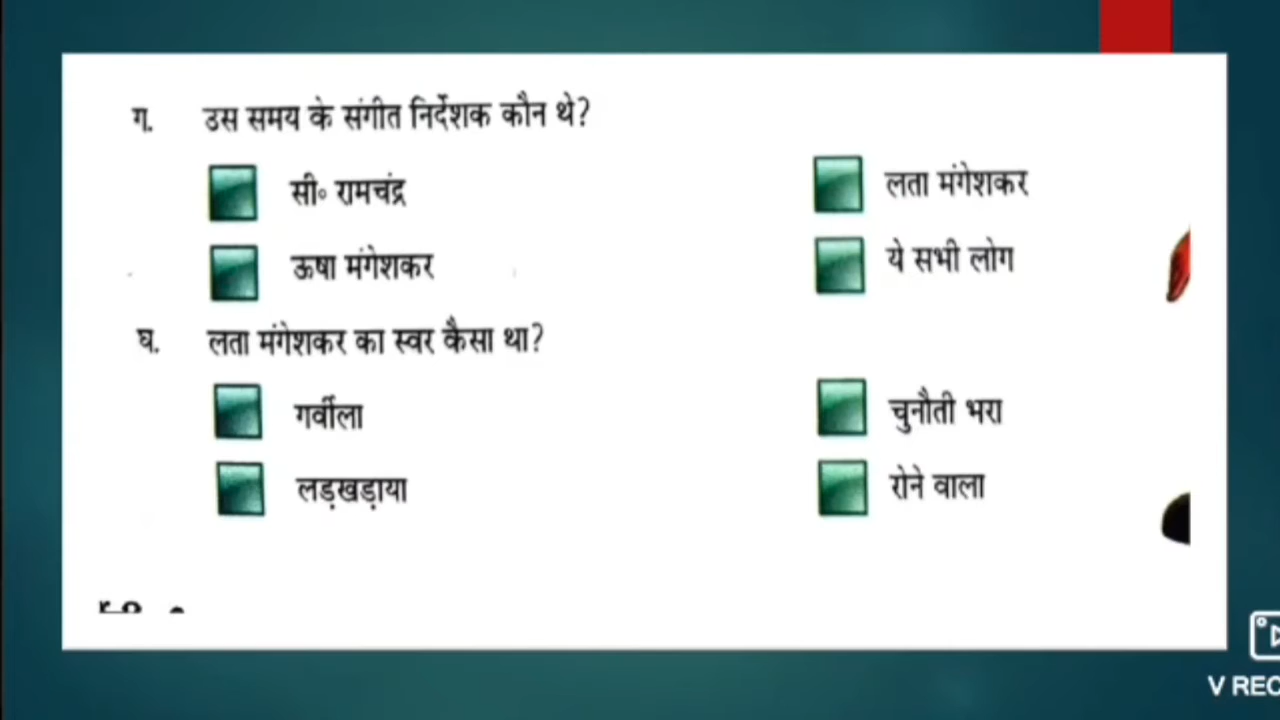 ग. उस समय के संगीत निर्देशक कौन थे?
सी॰ रामचंद्र लता मंगेशकर
ऊषा मंगेशकर ये सभी लोग
घ. लता मंगेशकर का स्वर कैसा था?
गर्वीला चुनौती भरा
लड़खड़ाया रोने वाला
V REC